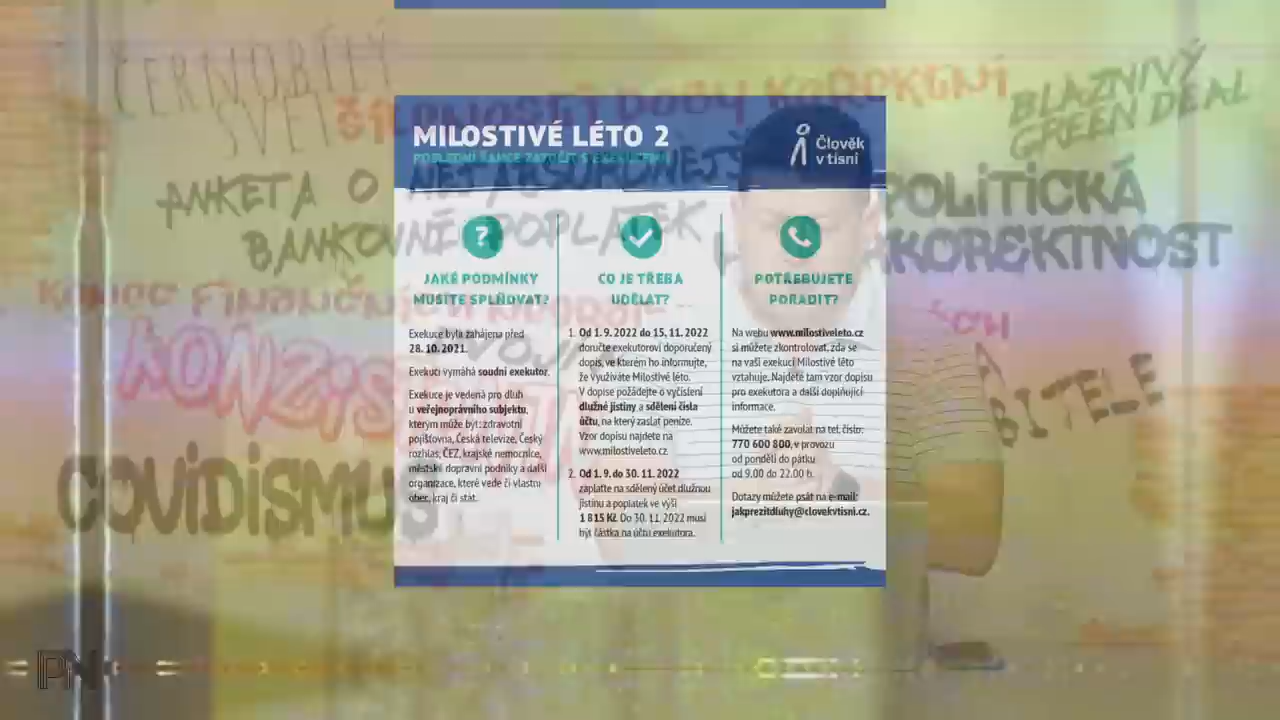 ČERNOBÍLÝ
SVĚT
BLÁZNIVÝ
GREEN DEAL
ANKETA O NEJABSURDNEJŠ
BANKOVNÍ POPLATEK
POLITICKÁ
KOREKTNOST
KONEC FINANČNÍ
COVIDISMUS
BITELE
MILOSTIVÉ LÉTO 2
POSLEDNÍ ŠANCE ZATOČIT S EXEKUCEMI
Člověk
v tísni
?
JAKÉ PODMÍNKY
MUSÍTE SPLŇOVAT?
Exekuce byla zahájena před
28. 10. 2021.
Exekuci vymáhá soudní exekutor.
Exekuce je vedená pro dluh
u veřejnoprávního subjektu,
kterým může být: zdravotní
pojišťovna, Česká televize, Český
rozhlas, ČEZ, krajské nemocnice,
městské dopravní podniky a další
organizace, které vede či vlastní
obec, kraj či stát.
CO JE TŘEBA
UDĚLAT?
1. Od 1. 9. 2022 do 15. 11. 2022
doručte exekutorovi doporučený
dopis, ve kterém ho informujte,
že využíváte Milostivé léto.
V dopise požádejte o vyčíslení
dlužné jistiny a sdělení čísla
účtu, na který zaslat peníze.
Vzor dopisu najdete na
www.milostiveleto.cz
2. Od 1. 9. do 30. 11. 2022
zaplaťte na sdělený účet dlužnou
jistinu a poplatek ve výši
1 815 Kč. Do 30. 11. 2022 musí
být částka na účtu exekutora.
POTŘEBUJETE
PORADIT?
Na webu www.milostiveleto.cz
si můžete zkontrolovat, zda se
na vaši exekuci Milostivé léto
vztahuje. Najdete tam vzor dopisu
pro exekutora a další doplňující
informace.
Můžete také zavolat na tel. číslo:
770 600 800, v provozu
od pondělí do pátku
od 9.00 do 22.00 h.
Dotazy můžete psát na e-mail:
jakprezitdluhy@clovekvtisni.cz.
PN